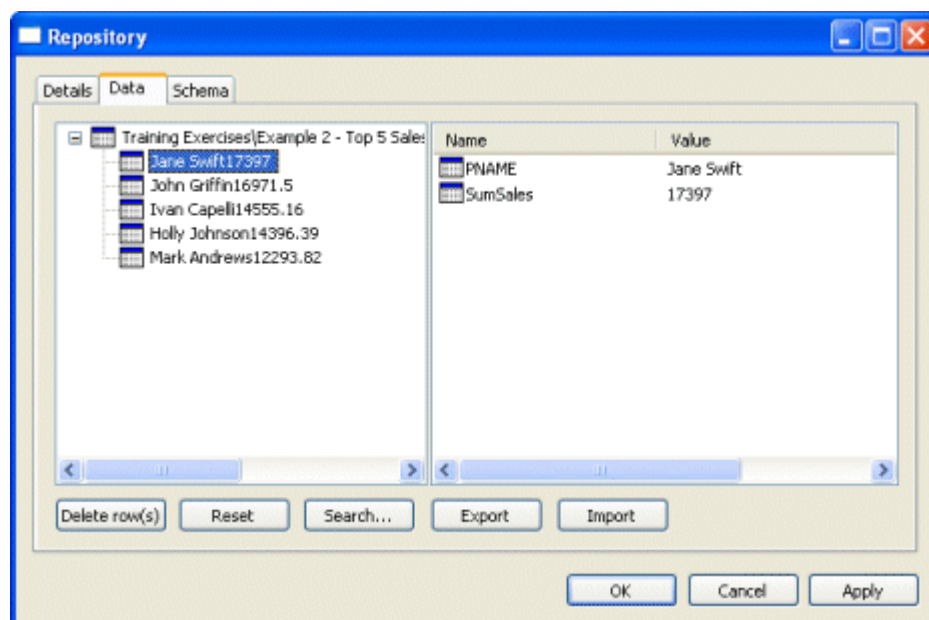 Repository
Details Data Schema
Training Exercises\Example 2 - Top 5 Sale
Jane Swift17397
John Griffin16971.5
Ivan Capelli14555.16
Holly Johnson14396.39
Mark Andrews12293.82
Name Value
PNAME Jane Swift
SumSales 17397
Delete row(s) Reset Search... Export Import
OK Cancel Apply